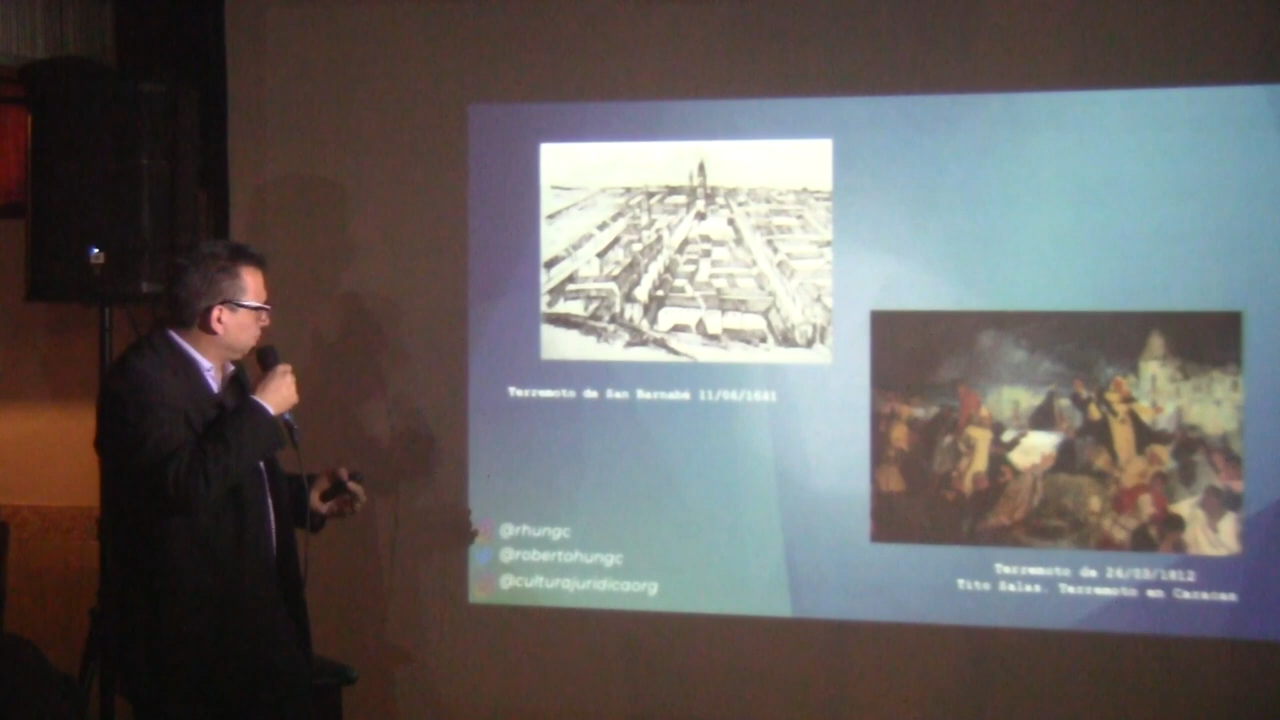 Terremoto de San Barnabé 11/06/1641
@rhungc
@robertohungc
@culturajuridicaorg
Terremoto de 26/03/1812
Tito Salas. Terremoto en Caracas